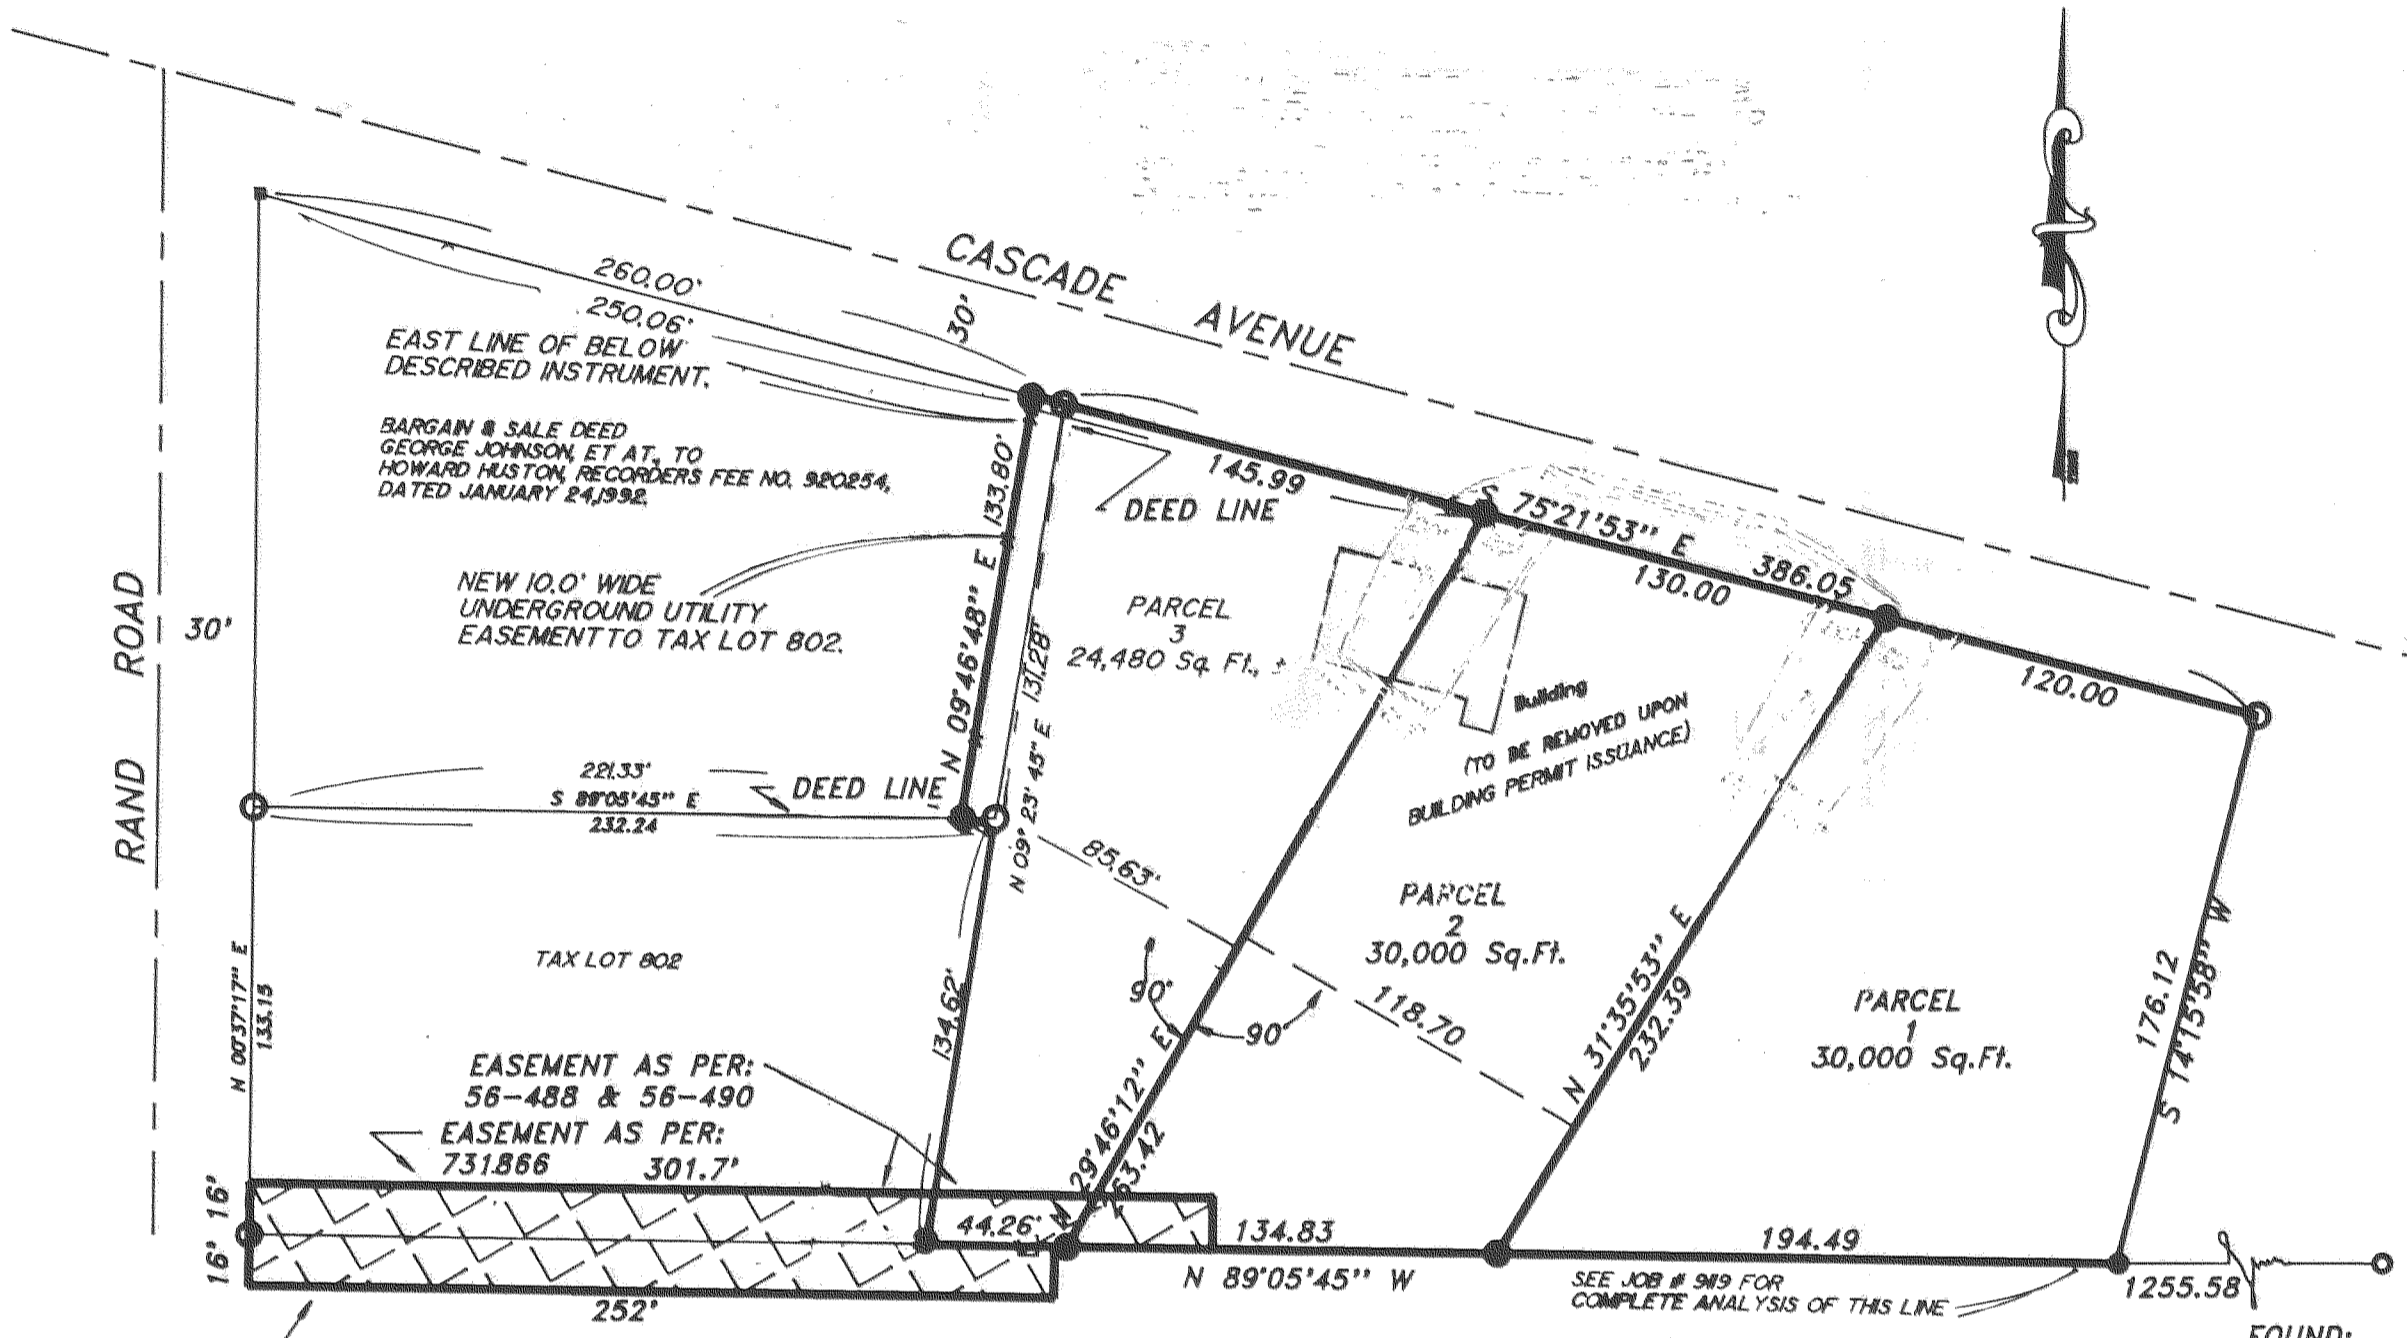 CASCADE AVENUE
260.00'
250.06'
30'
EAST LINE OF BELOW
DESCRIBED INSTRUMENT.
BARGAIN & SALE DEED
GEORGE JOHNSON, ET AT., TO
HOWARD HUSTON, RECORDERS FEE NO. 920254,
DATED JANUARY 24,1992.
133.80'
145.99
DEED LINE
S 75°21'53" E
386.05
130.00
120.00
RAND ROAD
30'
NEW 10.0' WIDE
UNDERGROUND UTILITY
EASEMENT TO TAX LOT 802.
N 09°46'48" E
131.28'
N 09° 23' 45" E
PARCEL
3
24,480 Sq. Ft., ±
Building
(TO BE REMOVED UPON
BUILDING PERMIT ISSUANCE)
221.33'
DEED LINE
S 89°05'45" E
232.24
85.63'
PARCEL
2
30,000 Sq.Ft.
TAX LOT 802
N 00°37'17" E
133.15
134.62'
90°
90°
118.70
N 31°35'53" E
232.39
PARCEL
1
30,000 Sq.Ft.
176.12
S 14°15'58" W
EASEMENT AS PER:
56-488 & 56-490
EASEMENT AS PER:
731866 301.7'
N 29°46'12" E
263.42
16'
16'
44.26'
134.83
194.49
N 89°05'45" W
SEE JOB # 9119 FOR
COMPLETE ANALYSIS OF THIS LINE
1255.58
252'
FOUND: